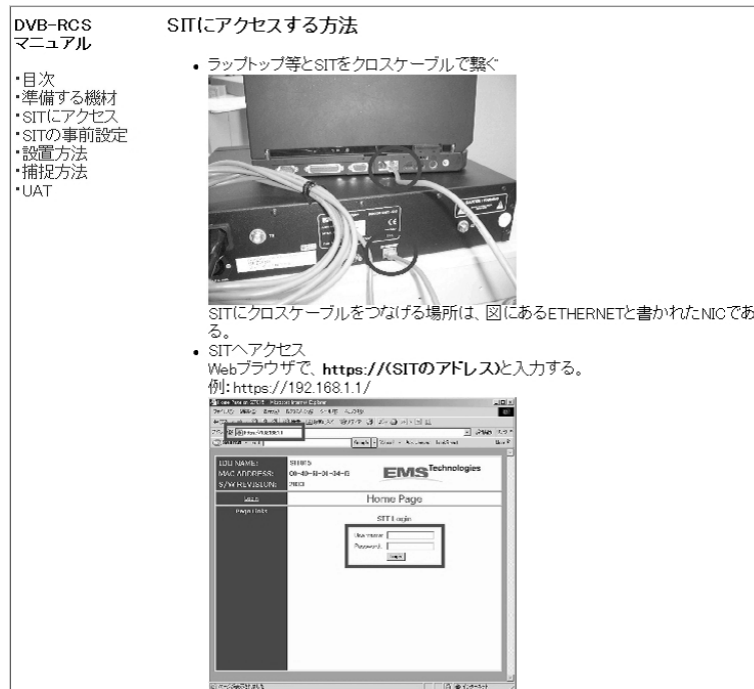 DVB-RCS
マニュアル
・目次
・準備する機材
・SITにアクセス
・SITの事前設定
・設置方法
・捕捉方法
・UAT
SITにアクセスする方法
• ラップトップ等とSITをクロスケーブルで繋ぐ
SITにクロスケーブルをつなげる場所は、図にあるETHERNETと書かれたNICであ
る。
• SITへアクセス
Webブラウザで、https://(SITのアドレス)と入力する。
例：https://192.168.1.1/
IDU NAME:
MAC ADDRESS:
S/W REVISION:
EMS Technologies
Home Page
Page Links
SIT Login
Username
Password